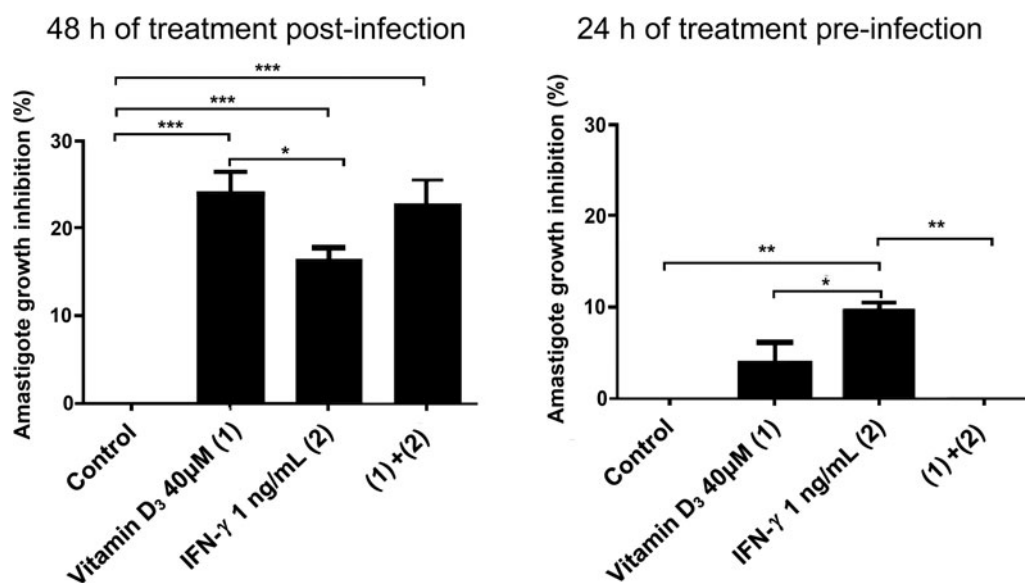 48 h of treatment post-infection
24 h of treatment pre-infection
Amastigote growth inhibition (%)
30
20
10
0
***
***
***
*
Control
Vitamin D₃ 40µM (1)
IFN-γ 1 ng/mL (2)
(1)+(2)
Amastigote growth inhibition (%)
30
20
10
0
**
**
*
Control
Vitamin D₃ 40µM (1)
IFN-γ 1 ng/mL (2)
(1)+(2)